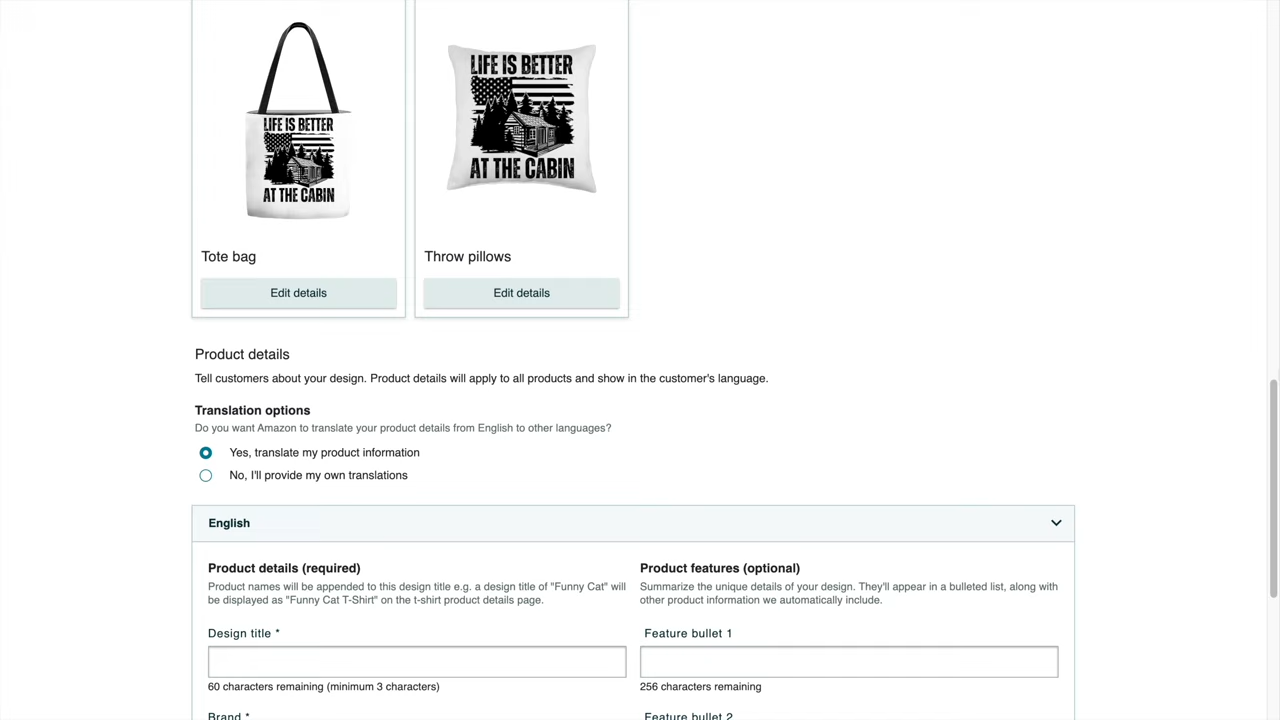 LIFE IS BETTER
AT THE CABIN
LIFE IS BETTER
AT THE CABIN
Tote bag
Throw pillows
Edit details
Edit details
Product details
Tell customers about your design. Product details will apply to all products and show in the customer's language.
Translation options
Do you want Amazon to translate your product details from English to other languages?
Yes, translate my product information
No, I'll provide my own translations
English
Product details (required)
Product names will be appended to this design title e.g. a design title of "Funny Cat" will
be displayed as "Funny Cat T-Shirt" on the t-shirt product details page.
Design title *
60 characters remaining (minimum 3 characters)
Brand *
Product features (optional)
Summarize the unique details of your design. They'll appear in a bulleted list, along with
other product information we automatically include.
Feature bullet 1
256 characters remaining
Feature bullet 2